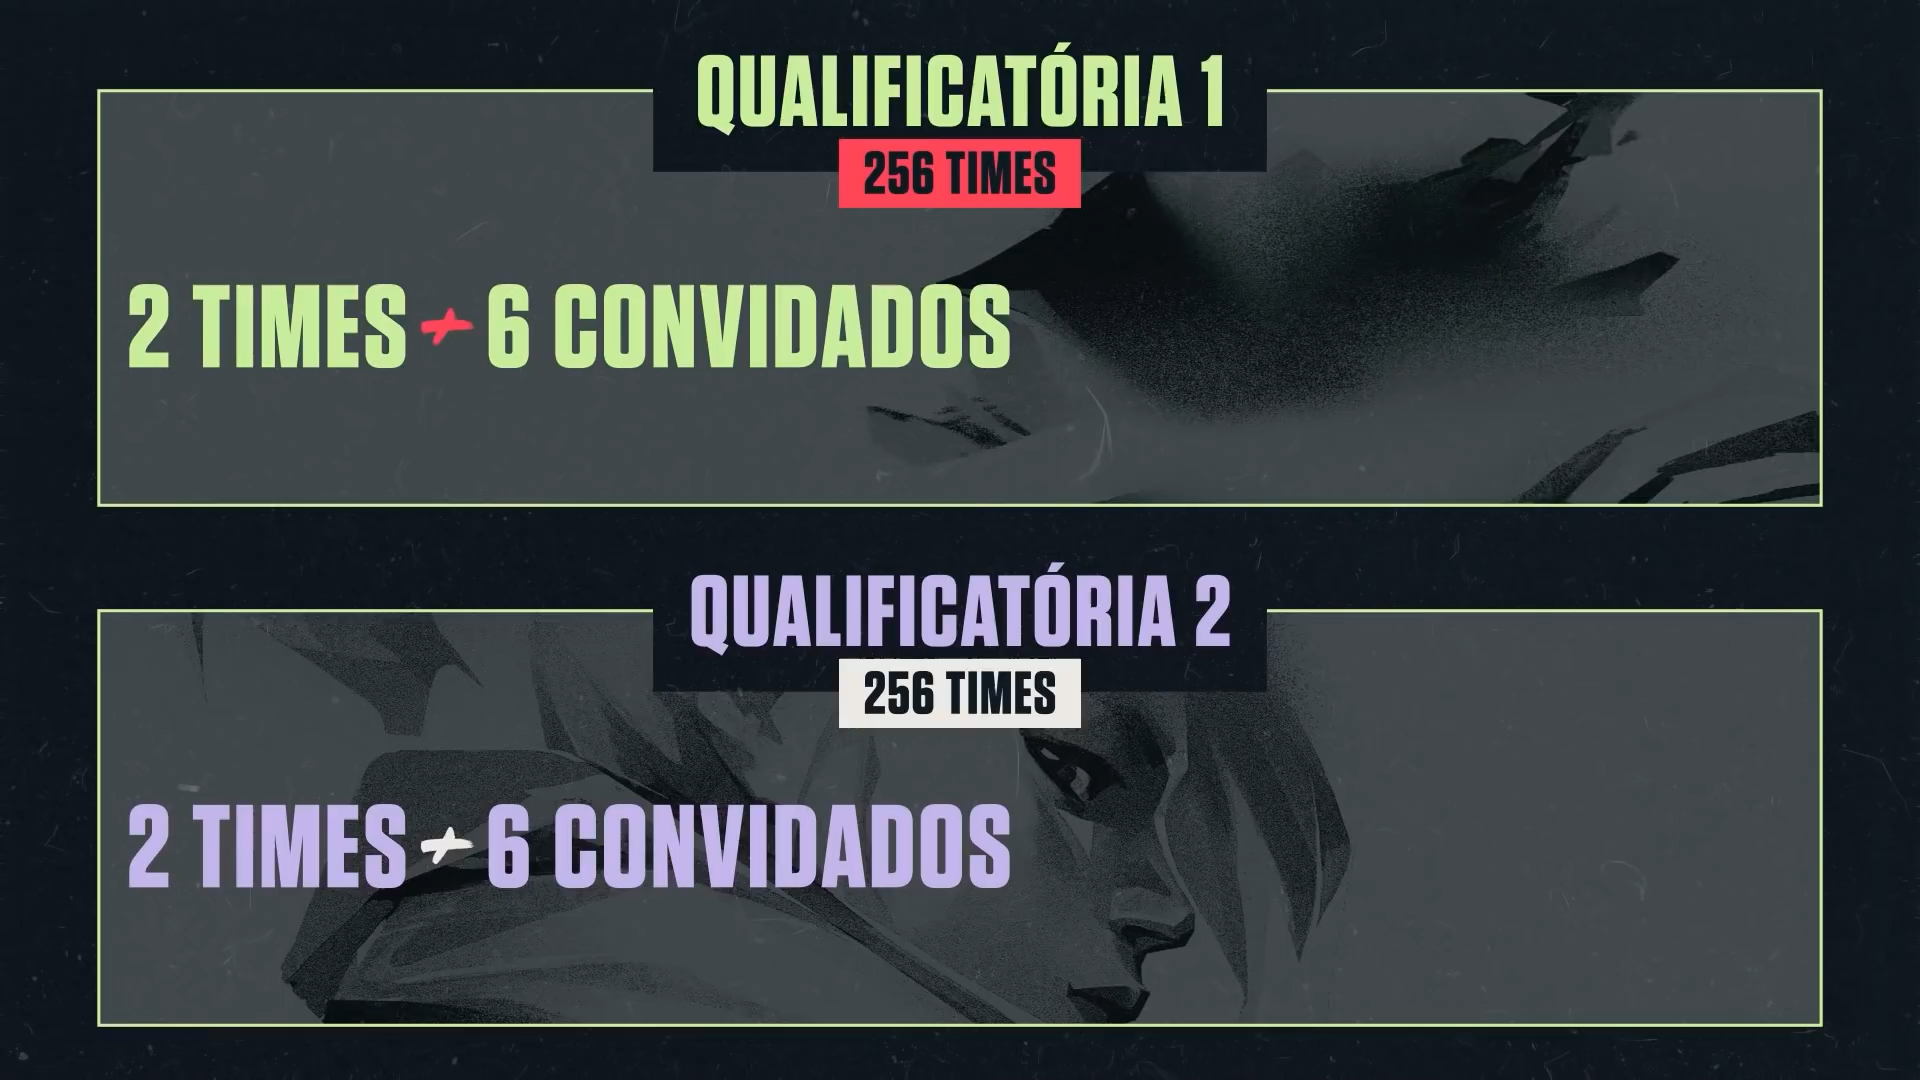 QUALIFICATÓRIA 1
256 TIMES
2 TIMES + 6 CONVIDADOS
QUALIFICATÓRIA 2
256 TIMES
2 TIMES + 6 CONVIDADOS